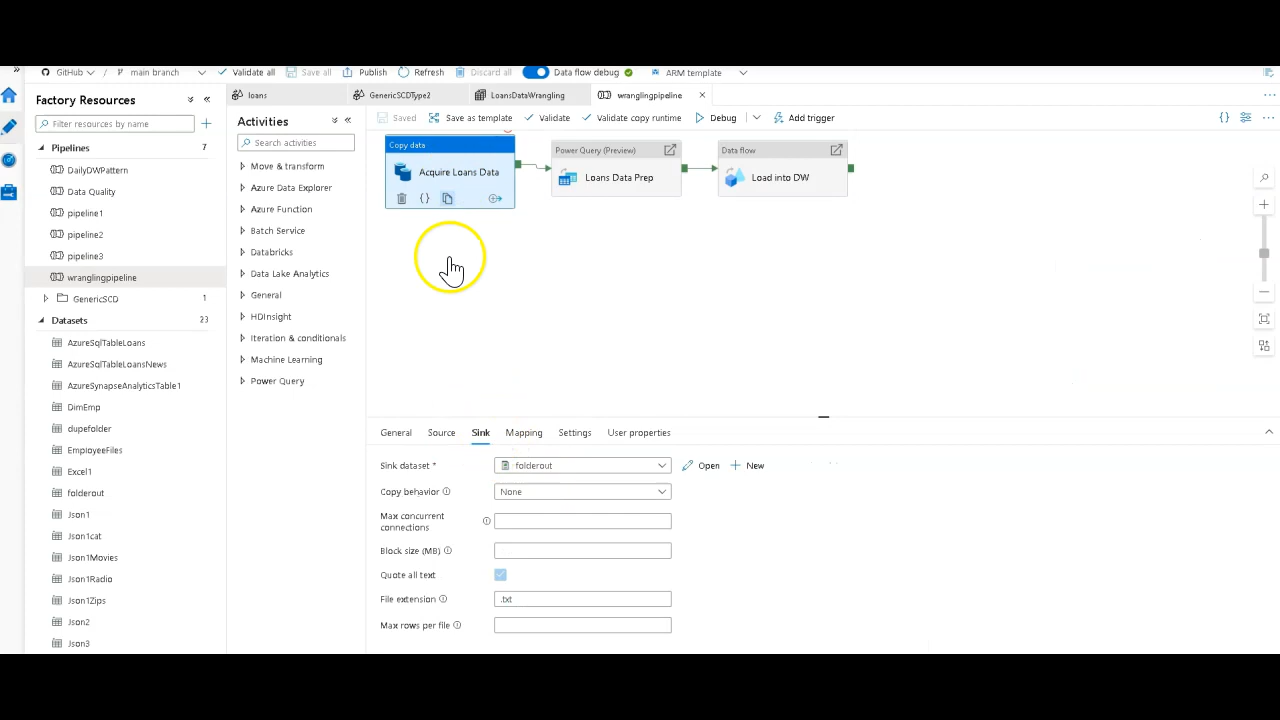 GitHub main branch Validate all Save all Publish Refresh Discard all Data flow debug ARM template
Factory Resources
Filter resources by name
Pipelines 7
DailyDWPattern
Data Quality
pipeline1
pipeline2
pipeline3
wranglingpipeline
GenericSCD 1
Datasets 23
AzureSqlTableLoans
AzureSqlTableLoansNews
AzureSynapseAnalyticsTable1
DimEmp
dupefolder
EmployeeFiles
Excel1
folderout
Json1
Json1cat
Json1Movies
Json1Radio
Json1Zips
Json2
Json3
loans GenericSCDType2 LoansDataWrangling wranglingpipeline
Activities
Search activities
Move & transform
Azure Data Explorer
Azure Function
Batch Service
Databricks
Data Lake Analytics
General
HDInsight
Iteration & conditionals
Machine Learning
Power Query
Saved Save as template Validate Validate copy runtime Debug Add trigger
Copy data
Acquire Loans Data
Power Query (Preview)
Loans Data Prep
Data flow
Load into DW
General Source Sink Mapping Settings User properties
Sink dataset * folderout Open New
Copy behavior None
Max concurrent
connections
Block size (MB)
Quote all text
File extension .txt
Max rows per file